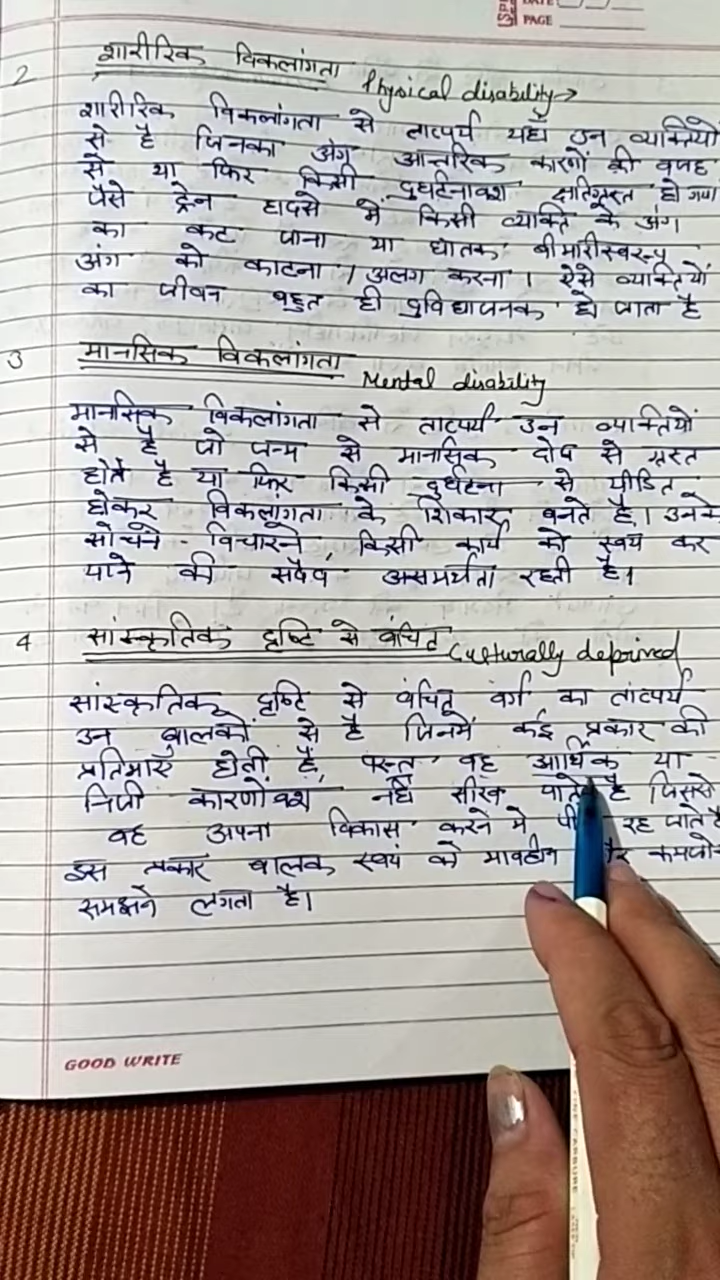 DATE
PAGE
2 शारीरिक विकलांगता Physical disability→
शारीरिक विकलांगता से तात्पर्य यहाँ उन व्यक्तियों
से है जिनका अंग आन्तरिक कारणों की वजह
से या फिर किसी दुर्घटनावश क्षतिग्रस्त हो गया
जैसे ट्रेन हादसे में किसी व्यक्ति के अंग
का कट जाना या घातक बीमारीस्वरूप
अंग को काटना / अलग करना। ऐसे व्यक्तियों
का जीवन बहुत ही दुविधाजनक हो जाता है
3 मानसिक विकलांगता Mental disability
मानसिक विकलांगता से तात्पर्य उन व्यक्तियों
से है जो जन्म से मानसिक दोष से ग्रस्त
होते है या फिर किसी दुर्घटना से पीडित
होकर विकलांगता के शिकार बनते है। उनमे
सोचने - विचारने, किसी कार्य को स्वयं कर
पाने की सदैव असमर्थता रहती है।
4 सांस्कृतिक दृष्टि से वंचित Culturally deprived
सांस्कृतिक दृष्टि से वंचित वर्ग का तात्पर्य
उन बालकों से है जिनमें कई प्रकार की
प्रतिभाएँ होती हैं, परन्तु वह आर्थिक या
निजी कारणोंवश नहीं सीख पाते है जिससे
वह अपना विकास करने मे रह जाते है
इस प्रकार बालक स्वयं को कमजोर
समझने लगता है।
GOOD WRITE